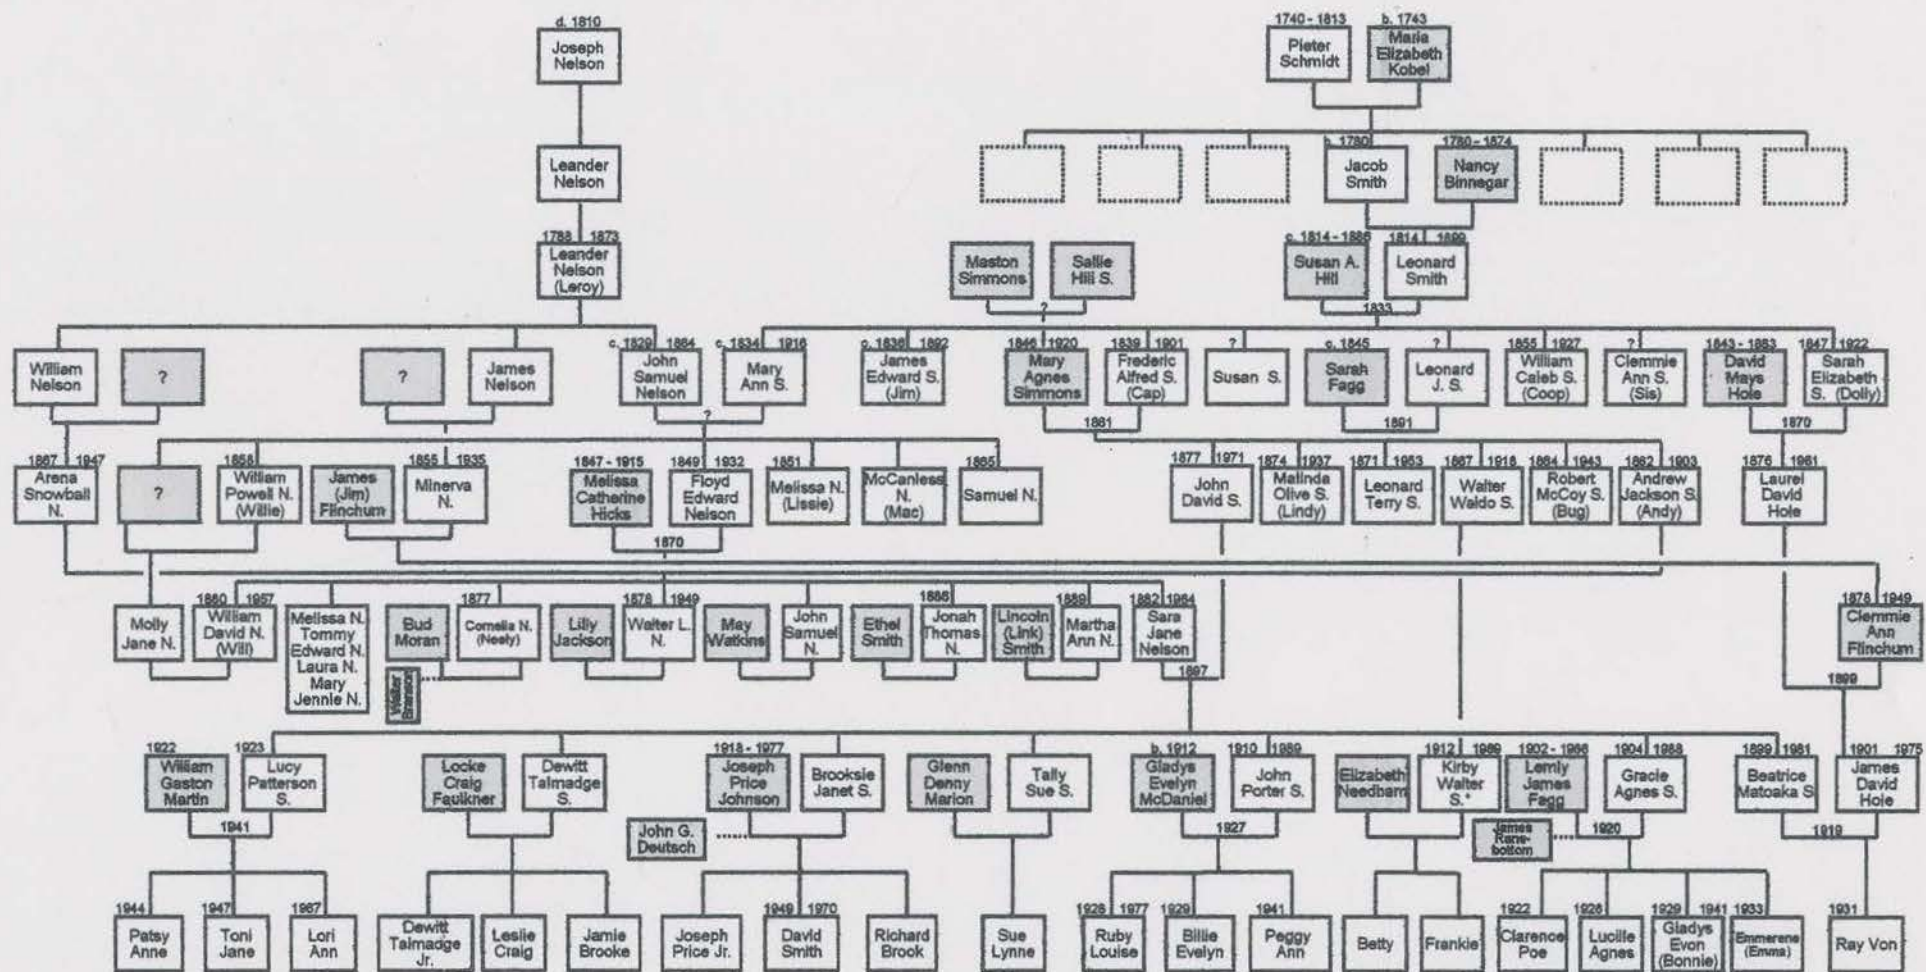 d. 1810
Joseph
Nelson
1740 - 1813
Pieter
Schmidt
b. 1743
Maria
Elizabeth
Kobel
Leander
Nelson
b. 1780
Jacob
Smith
1780 - 1874
Nancy
Binnegar
1788 1873
Leander
Nelson
(Leroy)
Maston
Simmons
Sallie
Hill S.
?
c. 1814 - 1886
Susan A.
Hill
1814 1899
Leonard
Smith
1833
William
Nelson
?
?
James
Nelson
c. 1829 1864
John
Samuel
Nelson
c. 1834 1916
Mary
Ann S.
?
c. 1836 1892
James
Edward S.
(Jim)
1846 1920
Mary
Agnes
Simmons
1839 1901
Frederic
Alfred S.
(Cap)
1861
?
Susan S.
c. 1845
Sarah
Fagg
?
Leonard
J. S.
1891
1855 1927
William
Caleb S.
(Coop)
?
Clemmie
Ann S.
(Sis)
1843 - 1883
David
Mays
Hole
1847 1922
Sarah
Elizabeth
S. (Dolly)
1870
1867 1947
Arena
Snowball
N.
?
1858
William
Powell N.
(Willie)
James
(Jim)
Flinchum
1855 1935
Minerva
N.
1847 - 1915
Melissa
Catherine
Hicks
1849 1932
Floyd
Edward
Nelson
1870
1851
Melissa N.
(Lissie)
McCanless
N.
(Mac)
1865
Samuel N.
1877 1971
John
David S.
1874 1937
Malinda
Olive S.
(Lindy)
1871 1953
Leonard
Terry S.
1867 1918
Walter
Waldo S.
1864 1943
Robert
McCoy S.
(Bug)
1862 1903
Andrew
Jackson S.
(Andy)
1876 1961
Laurel
David
Hole
Molly
Jane N.
1880 1957
William
David N.
(Will)
Melissa N.
Tommy
Edward N.
Laura N.
Mary
Jennie N.
Bud
Moran
Walter
Branson
1877
Cornelia N.
(Neely)
Lilly
Jackson
1878 1949
Walter L.
N.
May
Watkins
John
Samuel
N.
Ethel
Smith
1886
Jonah
Thomas
N.
Lincoln
(Link)
Smith
1889
Martha
Ann N.
1882 1964
Sara
Jane
Nelson
1897
1878 1949
Clemmie
Ann
Flinchum
1899
1922
William
Gaston
Martin
1923
Lucy
Patterson
S.
1941
Locke
Craig
Faulkner
Dewitt
Talmadge
S.
1918 - 1977
Joseph
Price
Johnson
John G.
Deutsch
Brooksie
Janet S.
Glenn
Denny
Marion
Tally
Sue S.
b. 1912
Gladys
Evelyn
McDaniel
1910 1989
John
Porter S.
1927
Elizabeth
Needham
1912 1989
Kirby
Walter
S.*
1902 - 1966
Lemly
James
Fagg
James
Rans-
bottom
1904 1988
Gracie
Agnes S.
1920
1899 1981
Beatrice
Matoaka S
1901 1975
James
David
Hole
1919
1944
Patsy
Anne
1947
Toni
Jane
1967
Lori
Ann
Dewitt
Talmadge
Jr.
Leslie
Craig
Jamie
Brooke
Joseph
Price Jr.
1949 1970
David
Smith
Richard
Brook
Sue
Lynne
1928 1977
Ruby
Louise
1929
Billie
Evelyn
1941
Peggy
Ann
Betty
Frankie
1922
Clarence
Poe
1926
Lucille
Agnes
1929 1941
Gladys
Evon
(Bonnie)
1933
Emmerene
(Emma)
1931
Ray Von